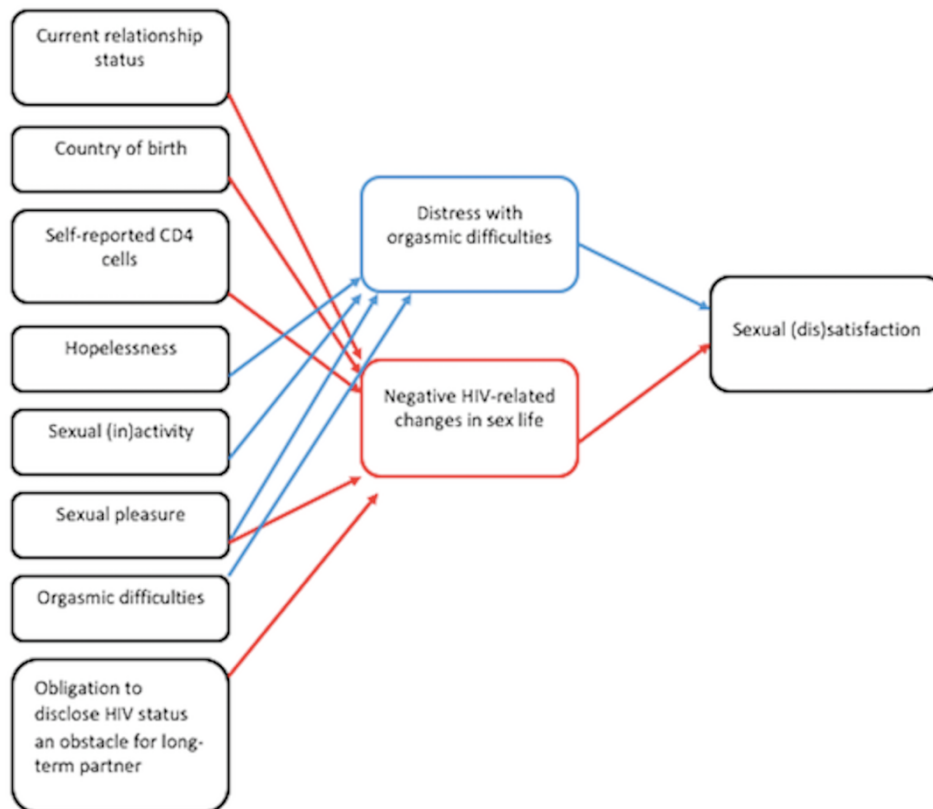 Current relationship
status
Country of birth
Self-reported CD4
cells
Hopelessness
Sexual (in)activity
Sexual pleasure
Orgasmic difficulties
Obligation to
disclose HIV status
an obstacle for long-
term partner
Distress with
orgasmic difficulties
Negative HIV-related
changes in sex life
Sexual (dis)satisfaction